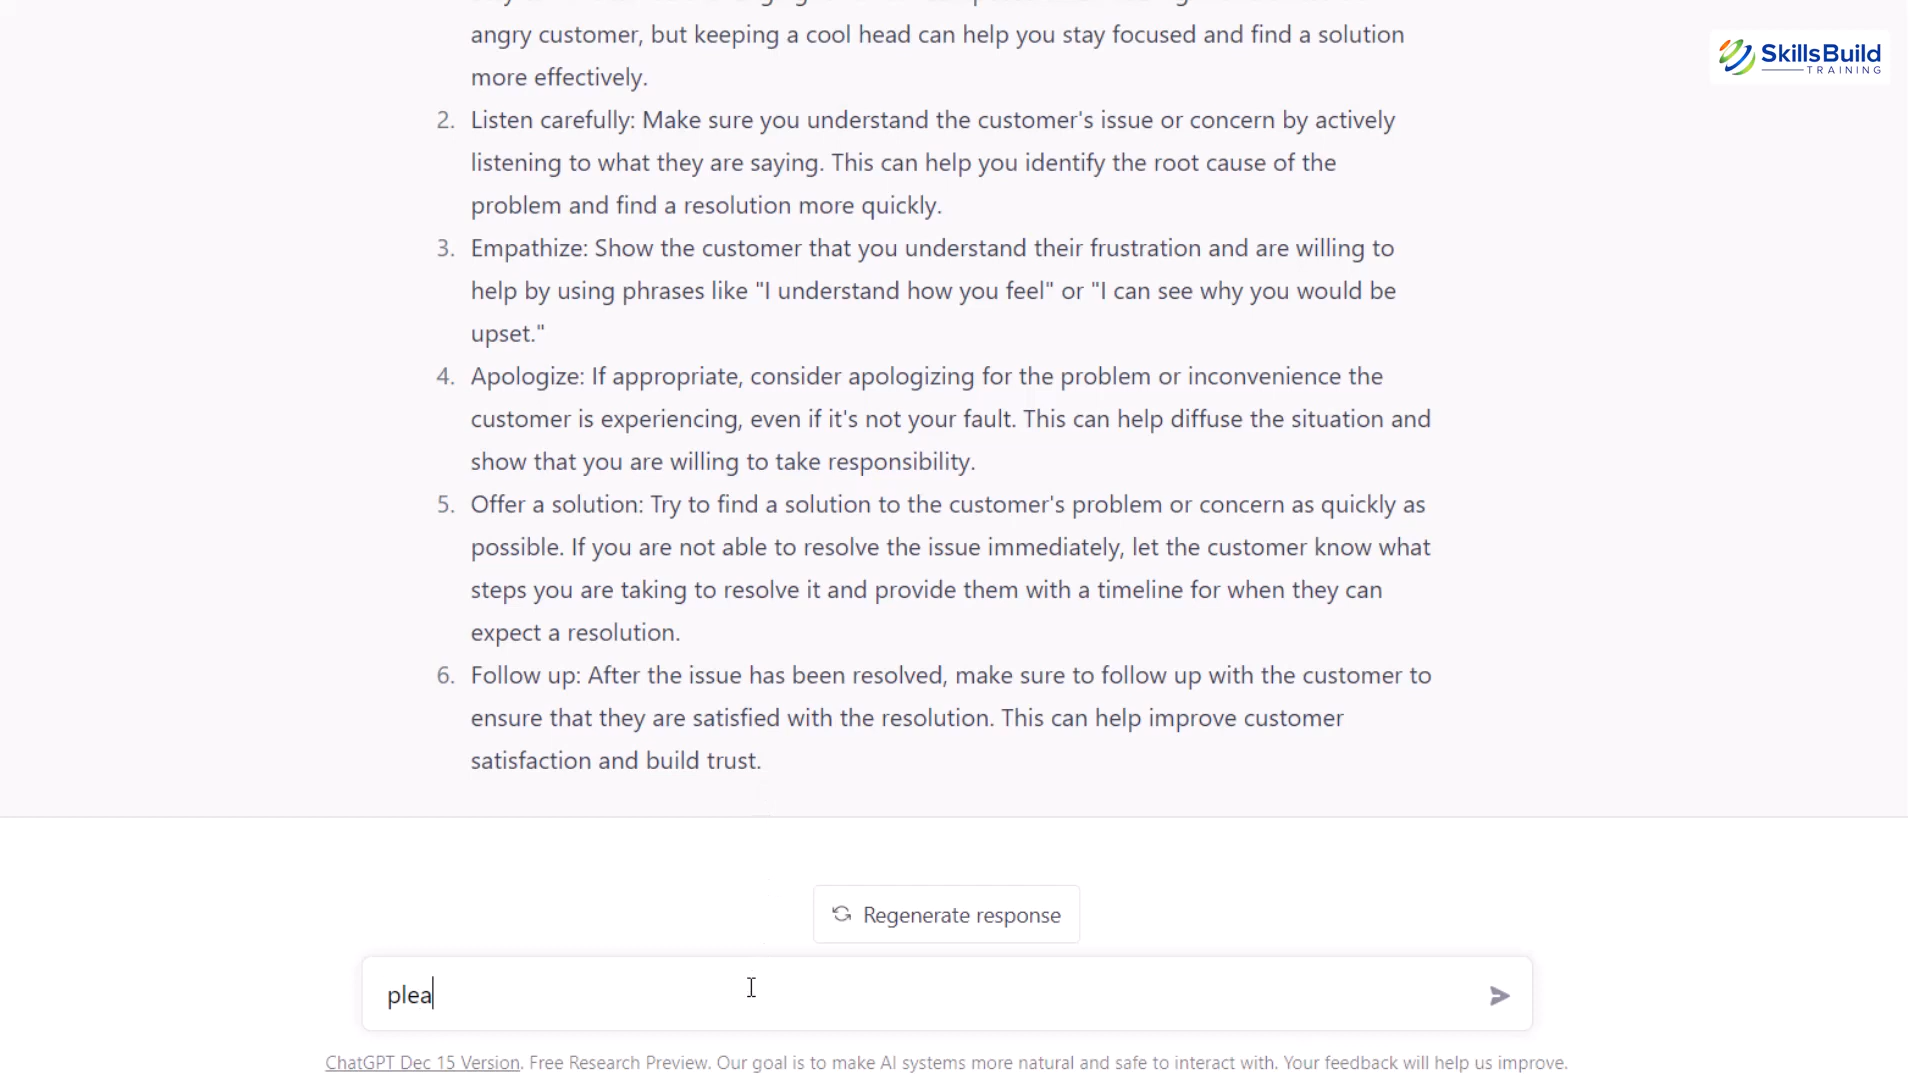 angry customer, but keeping a cool head can help you stay focused and find a solution
more effectively.
SkillsBuild
TRAINING
2. Listen carefully: Make sure you understand the customer's issue or concern by actively
listening to what they are saying. This can help you identify the root cause of the
problem and find a resolution more quickly.
3. Empathize: Show the customer that you understand their frustration and are willing to
help by using phrases like "I understand how you feel" or "I can see why you would be
upset."
4. Apologize: If appropriate, consider apologizing for the problem or inconvenience the
customer is experiencing, even if it's not your fault. This can help diffuse the situation and
show that you are willing to take responsibility.
5. Offer a solution: Try to find a solution to the customer's problem or concern as quickly as
possible. If you are not able to resolve the issue immediately, let the customer know what
steps you are taking to resolve it and provide them with a timeline for when they can
expect a resolution.
6. Follow up: After the issue has been resolved, make sure to follow up with the customer to
ensure that they are satisfied with the resolution. This can help improve customer
satisfaction and build trust.
Regenerate response
plea
ChatGPT Dec 15 Version. Free Research Preview. Our goal is to make AI systems more natural and safe to interact with. Your feedback will help us improve.